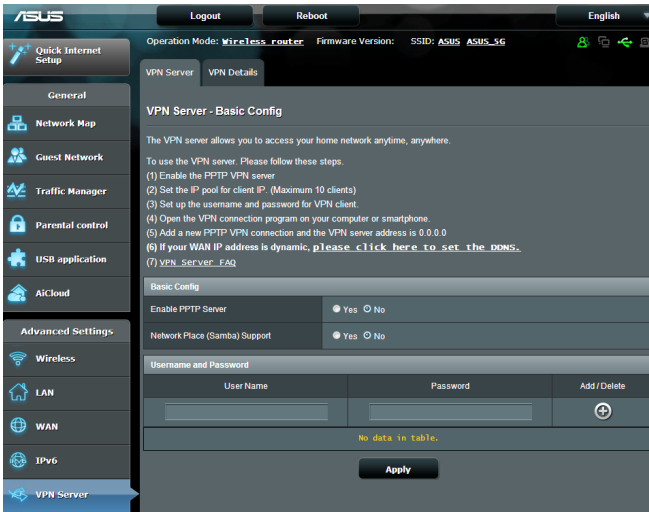 ASUS
Logout
Reboot
English
Quick Internet
Setup
Operation Mode: Wireless router Firmware Version: SSID: ASUS ASUS_5G
VPN Server
VPN Details
General
Network Map
Guest Network
Traffic Manager
Parental control
USB application
AiCloud
Advanced Settings
Wireless
LAN
WAN
IPv6
VPN Server
VPN Server - Basic Config
The VPN server allows you to access your home network anytime, anywhere.
To use the VPN server. Please follow these steps.
(1) Enable the PPTP VPN server
(2) Set the IP pool for client IP. (Maximum 10 clients)
(3) Set up the username and password for VPN client.
(4) Open the VPN connection program on your computer or smartphone.
(5) Add a new PPTP VPN connection and the VPN server address is 0.0.0.0
(6) If your WAN IP address is dynamic, please click here to set the DDNS.
(7) VPN Server FAQ
Basic Config
Enable PPTP Server Yes No
Network Place (Samba) Support Yes No
Username and Password
User Name Password Add / Delete
No data in table.
Apply